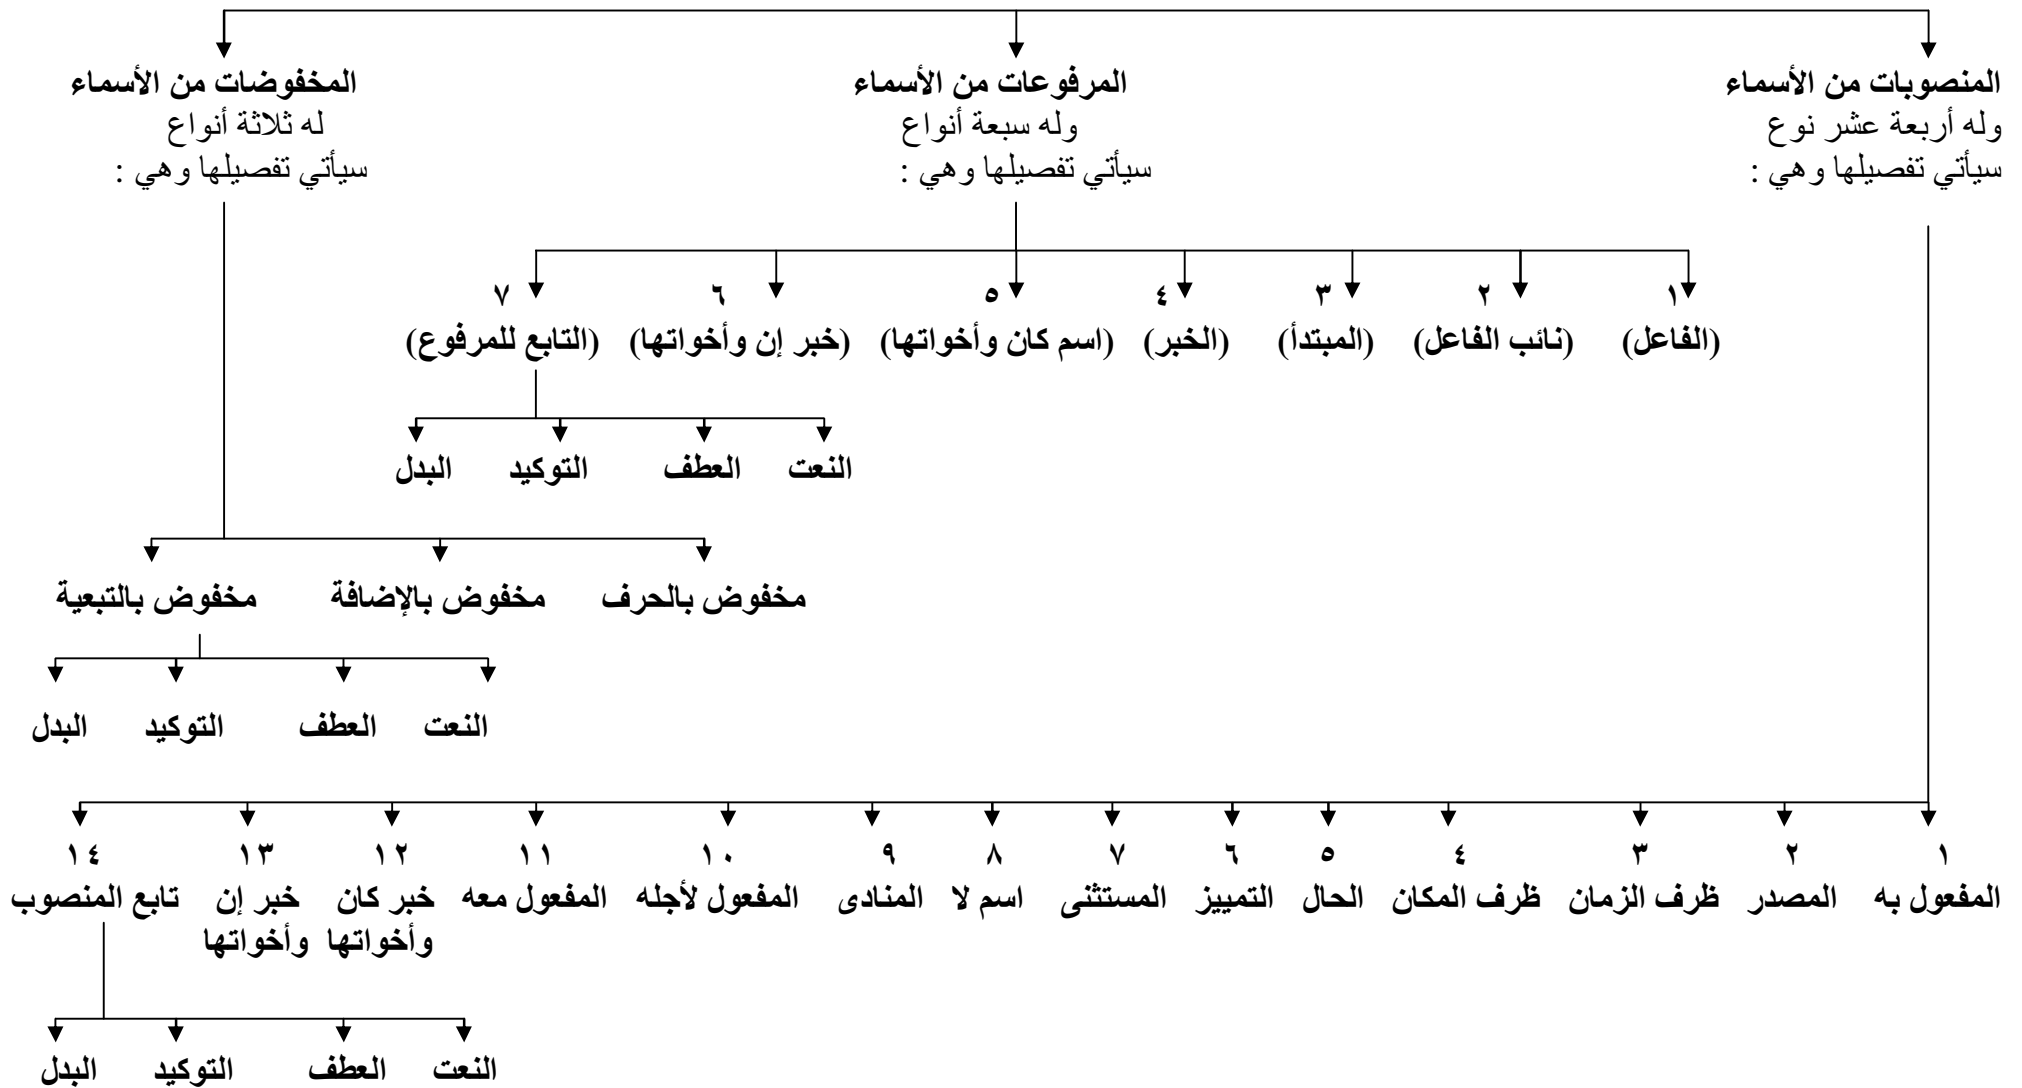 المنصوبات من الأسماء
وله أربعة عشر نوع
سيأتي تفصيلها وهي :
المرفوعات من الأسماء
وله سبعة أنواع
سيأتي تفصيلها وهي :
المخفوضات من الأسماء
له ثلاثة أنواع
سيأتي تفصيلها وهي :
١ ٢ ٣ ٤ ٥ ٦ ٧
(الفاعل) (نائب الفاعل) (المبتدأ) (الخبر) (اسم كان وأخواتها) (خبر إن وأخواتها) (التابع للمرفوع)
النعت العطف التوكيد البدل
مخفوض بالحرف مخفوض بالإضافة مخفوض بالتبعية
النعت العطف التوكيد البدل
١ ٢ ٣ ٤ ٥ ٦ ٧ ٨ ٩ ١٠ ١١ ١٢ ١٣ ١٤
المفعول به المصدر ظرف الزمان ظرف المكان الحال التمييز المستثنى اسم لا المنادى المفعول لأجله المفعول معه خبر كان خبر إن تابع المنصوب
وأخواتها وأخواتها
النعت العطف التوكيد البدل